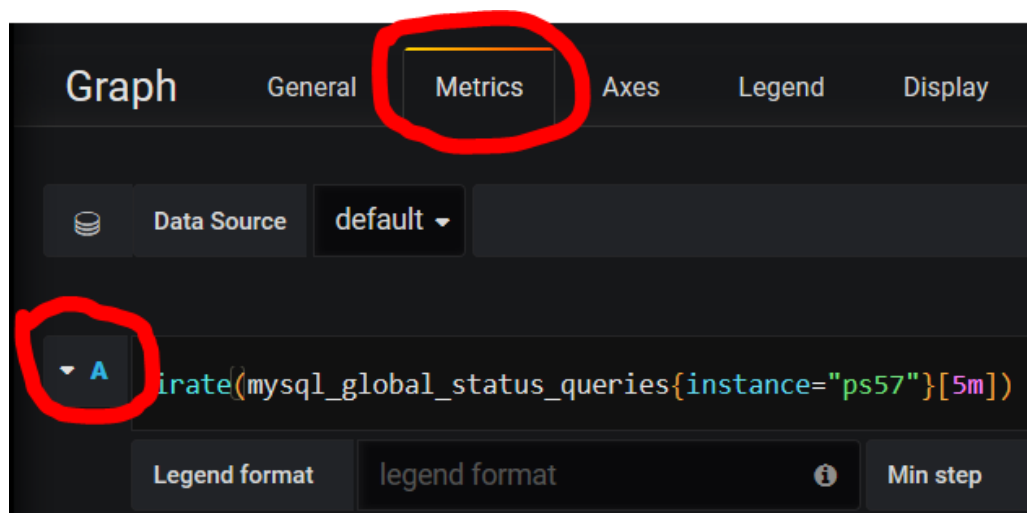 Graph General Metrics Axes Legend Display
Data Source default
A irate(mysql_global_status_queries{instance="ps57"}[5m])
Legend format legend format Min step